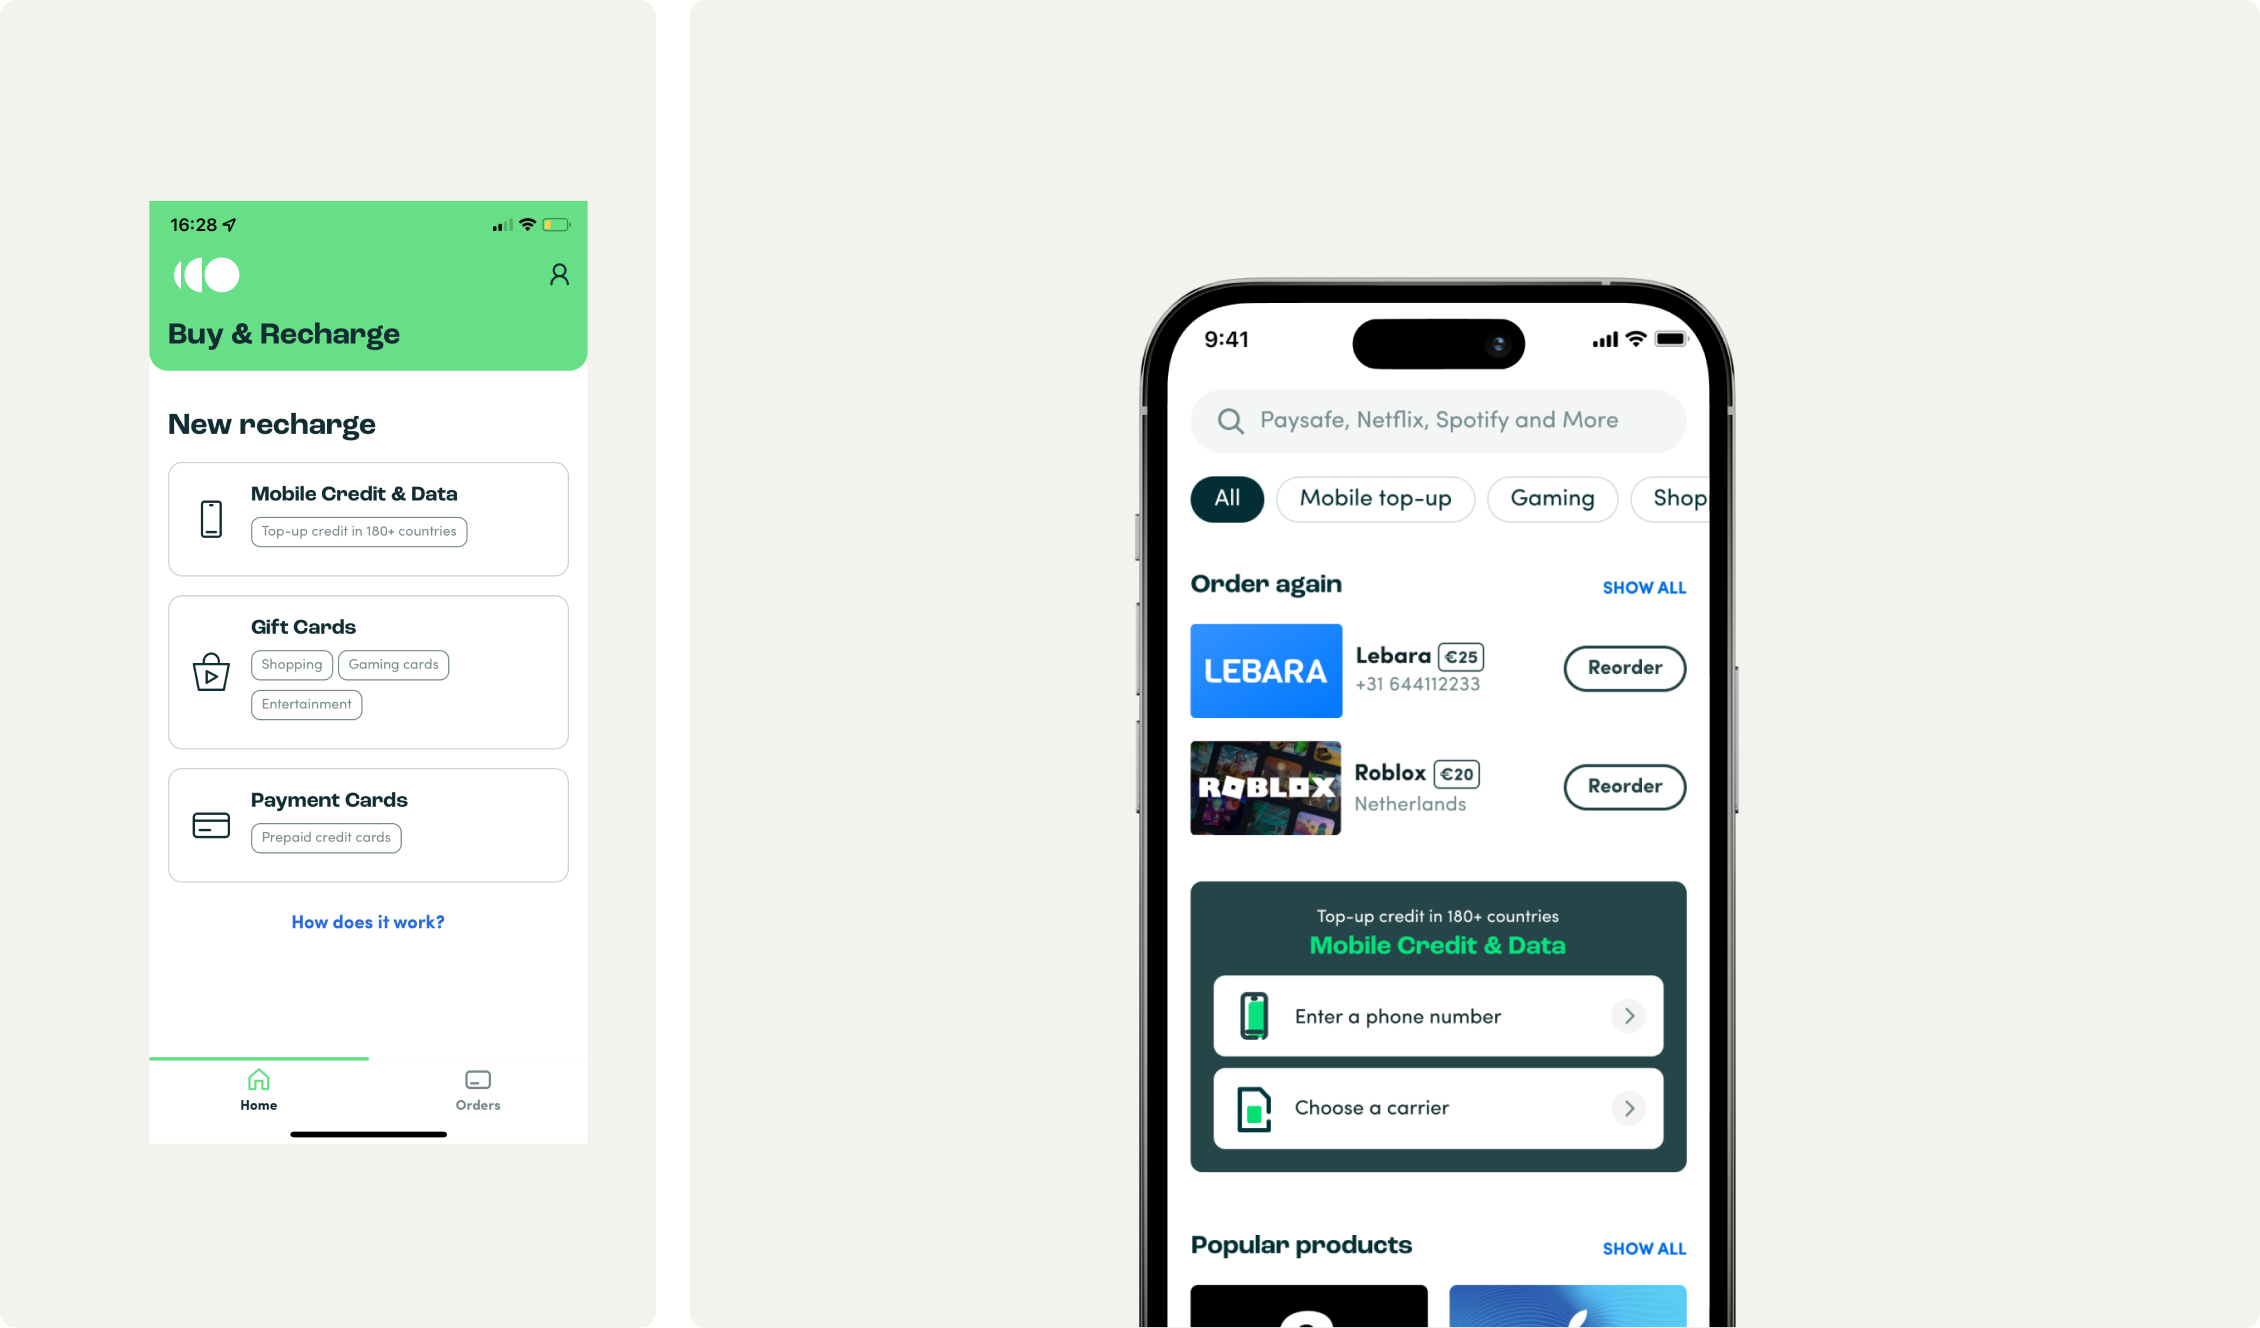 16:28
Buy & Recharge
New recharge
Mobile Credit & Data
Top-up credit in 180+ countries
Gift Cards
Shopping
Gaming cards
Entertainment
Payment Cards
Prepaid credit cards
How does it work?
Home
Orders
9:41
Paysafe, Netflix, Spotify and More
All
Mobile top-up
Gaming
Shop
Order again
SHOW ALL
LEBARA
Lebara €25
+31 644112233
Reorder
ROBLOX
Roblox €20
Netherlands
Reorder
Top-up credit in 180+ countries
Mobile Credit & Data
Enter a phone number
Choose a carrier
Popular products
SHOW ALL